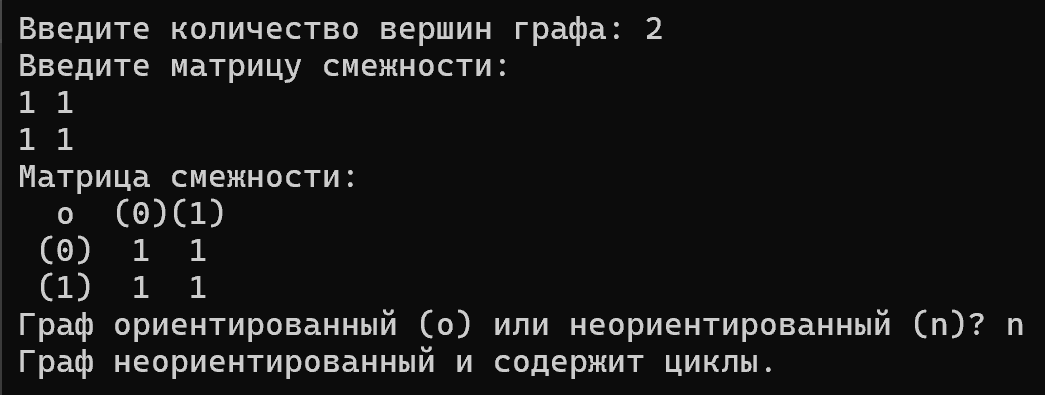 Введите количество вершин графа: 2
Введите матрицу смежности:
1 1
1 1
Матрица смежности:
o (0)(1)
(0) 1 1
(1) 1 1
Граф ориентированный (o) или неориентированный (n)? n
Граф неориентированный и содержит циклы.